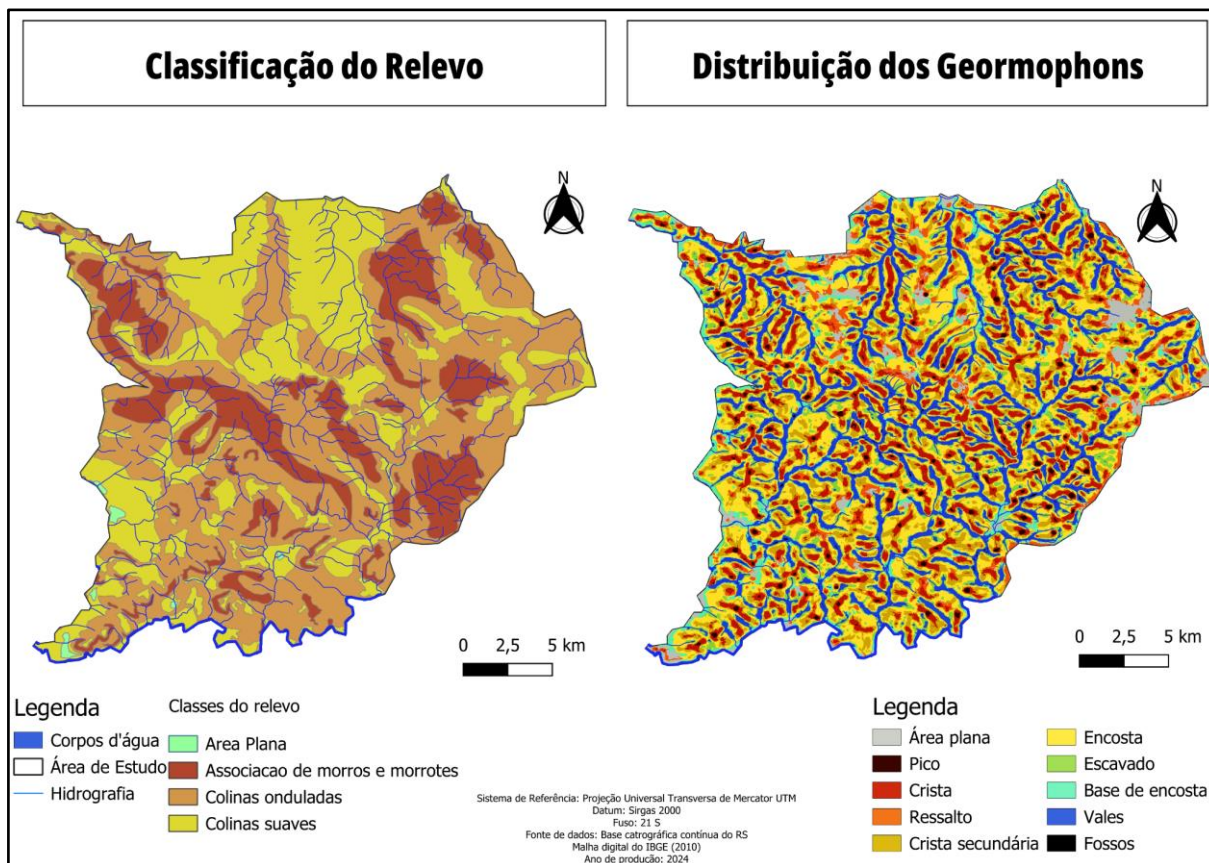 Classificação do Relevo
Distribuição dos Geormophons
N
N
0 2,5 5 km
0 2,5 5 km
Legenda
Corpos d'água
Área de Estudo
Hidrografia
Classes do relevo
Area Plana
Associacao de morros e morrotes
Colinas onduladas
Colinas suaves
Sistema de Referência: Projeção Universal Transversa de Mercator UTM
Datum: Sirgas 2000
Fuso: 21 S
Fonte de dados: Base catrográfica contínua do RS
Malha digital do IBGE (2010)
Ano de produção: 2024
Legenda
Área plana
Pico
Crista
Ressalto
Crista secundária
Encosta
Escavado
Base de encosta
Vales
Fossos